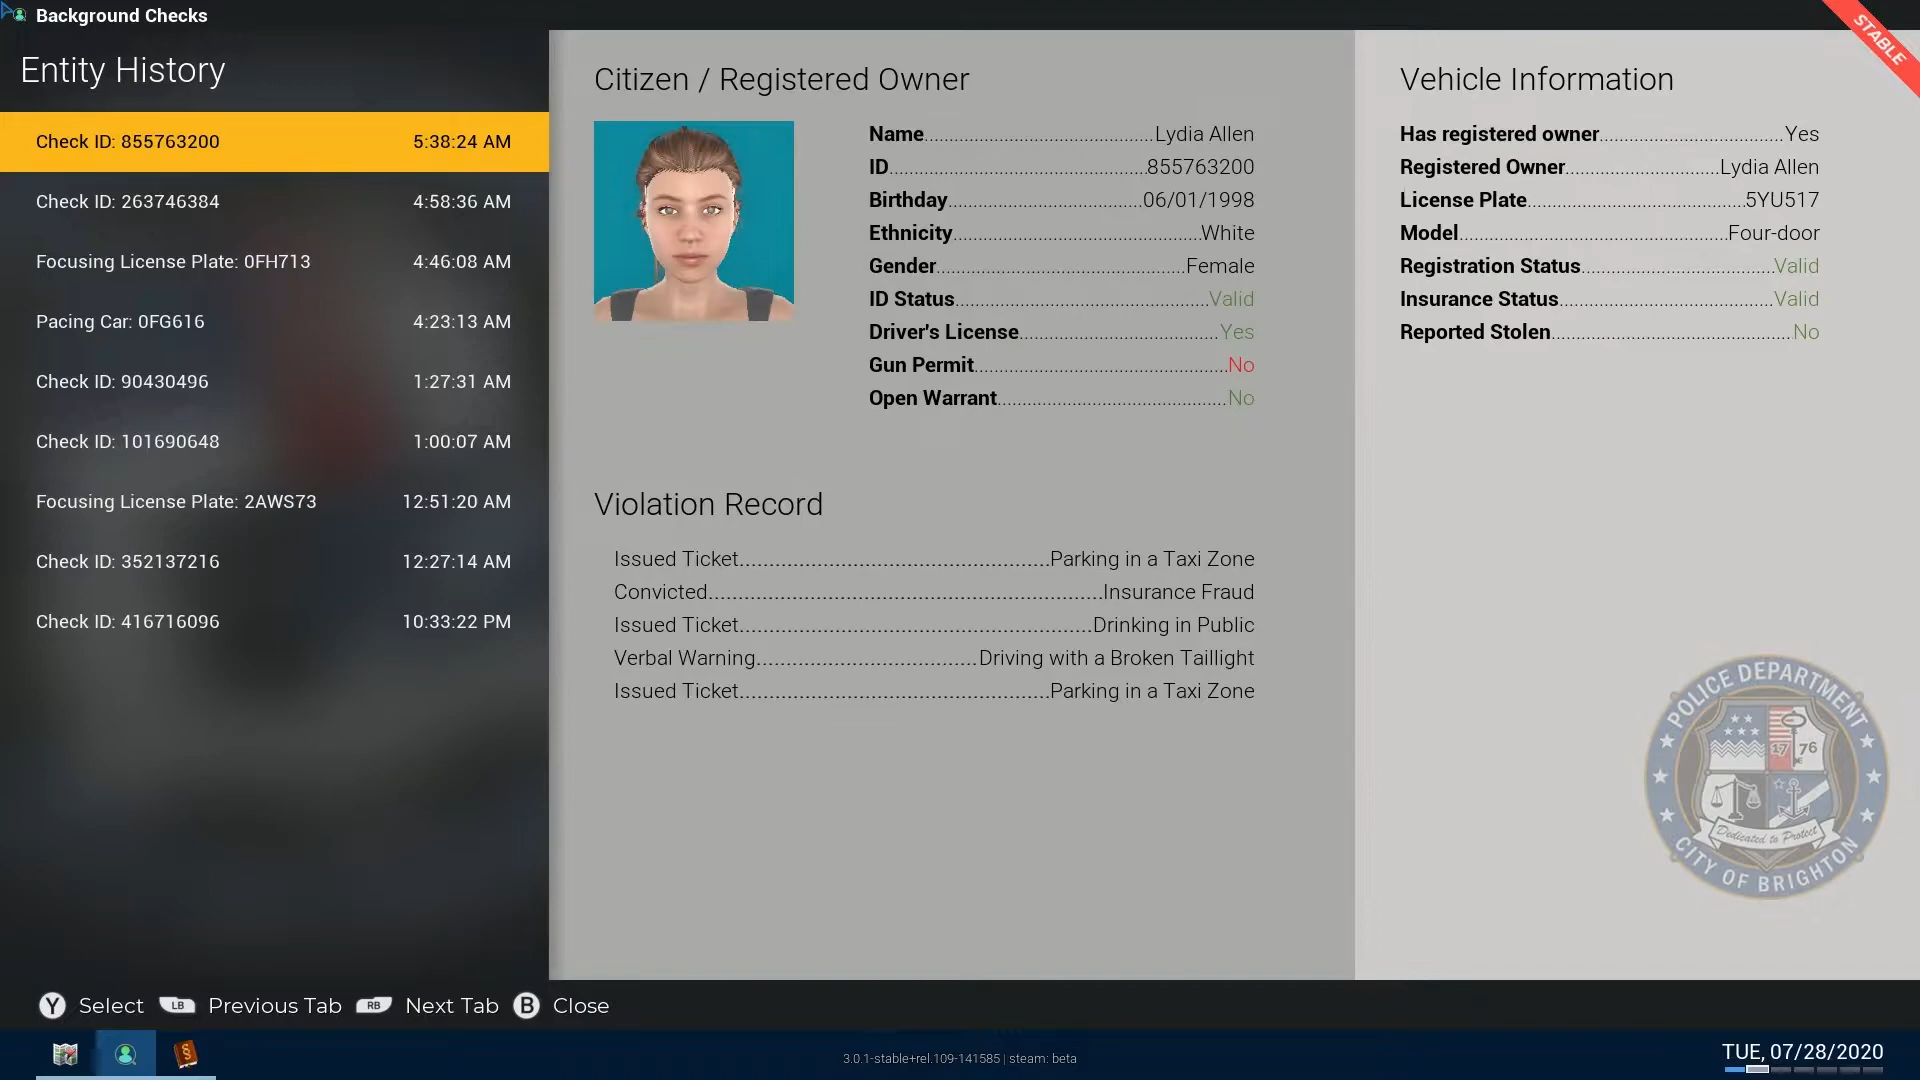 Background Checks
STABLE
Entity History
Check ID: 855763200 5:38:24 AM
Check ID: 263746384 4:58:36 AM
Focusing License Plate: 0FH713 4:46:08 AM
Pacing Car: 0FG616 4:23:13 AM
Check ID: 90430496 1:27:31 AM
Check ID: 101690648 1:00:07 AM
Focusing License Plate: 2AWS73 12:51:20 AM
Check ID: 352137216 12:27:14 AM
Check ID: 416716096 10:33:22 PM
Citizen / Registered Owner
Name Lydia Allen
ID 855763200
Birthday 06/01/1998
Ethnicity White
Gender Female
ID Status Valid
Driver's License Yes
Gun Permit No
Open Warrant No
Violation Record
Issued Ticket Parking in a Taxi Zone
Convicted Insurance Fraud
Issued Ticket Drinking in Public
Verbal Warning Driving with a Broken Taillight
Issued Ticket Parking in a Taxi Zone
Vehicle Information
Has registered owner Yes
Registered Owner Lydia Allen
License Plate 5YU517
Model Four-door
Registration Status Valid
Insurance Status Valid
Reported Stolen No
POLICE DEPARTMENT
17 76
Dedicated to Protect
CITY OF BRIGHTON
Y Select LB Previous Tab RB Next Tab B Close
3.0.1-stable+rel.109-141585 | steam: beta
TUE, 07/28/2020